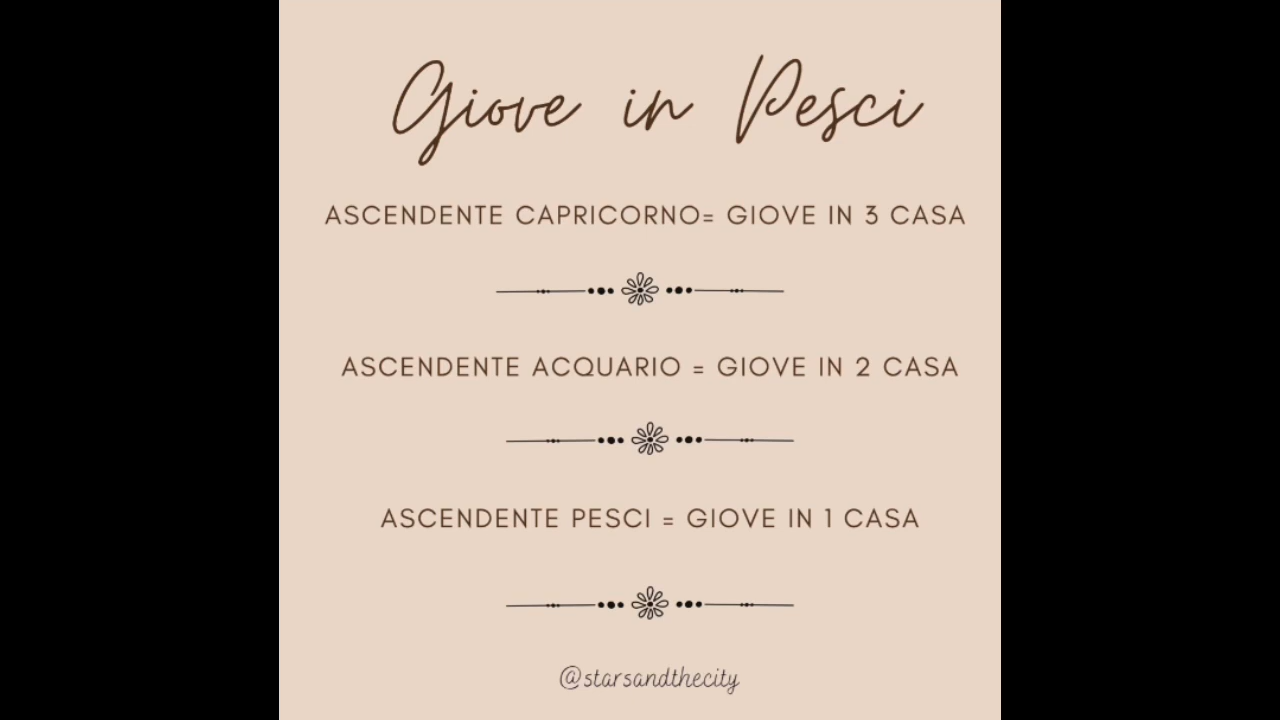 Giove in Pesci
ASCENDENTE CAPRICORNO= GIOVE IN 3 CASA
ASCENDENTE ACQUARIO = GIOVE IN 2 CASA
ASCENDENTE PESCI = GIOVE IN 1 CASA
@starsandthecity